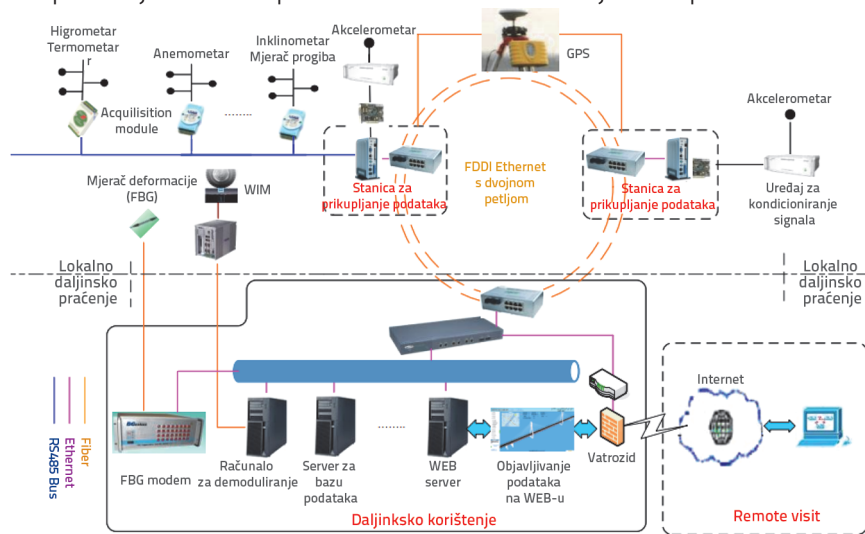 Higrometar
Termometa
r
Anemometar
Inklinometar
Mjerač progiba
Akcelerometar
GPS
Acquilisition
module
........
Akcelerometar
FDDI Ethernet
s dvojnom
petljom
Mjerač deformacije
(FBG)
WIM
Stanica za
prikupljanje podataka
Stanica za
prikupljanje podataka
Uređaj za
kondicioniranje
signala
Lokalno
daljinsko
praćenje
Lokalno
daljinsko
praćenje
Fiber
Ethernet
RS485 Bus
Internet
.........
FBG modem
Računalo
za demoduliranje
Server za
bazu
podataka
WEB
server
Objavljivanje
podataka
na WEB-u
Vatrozid
Daljinksko korištenje
Remote visit